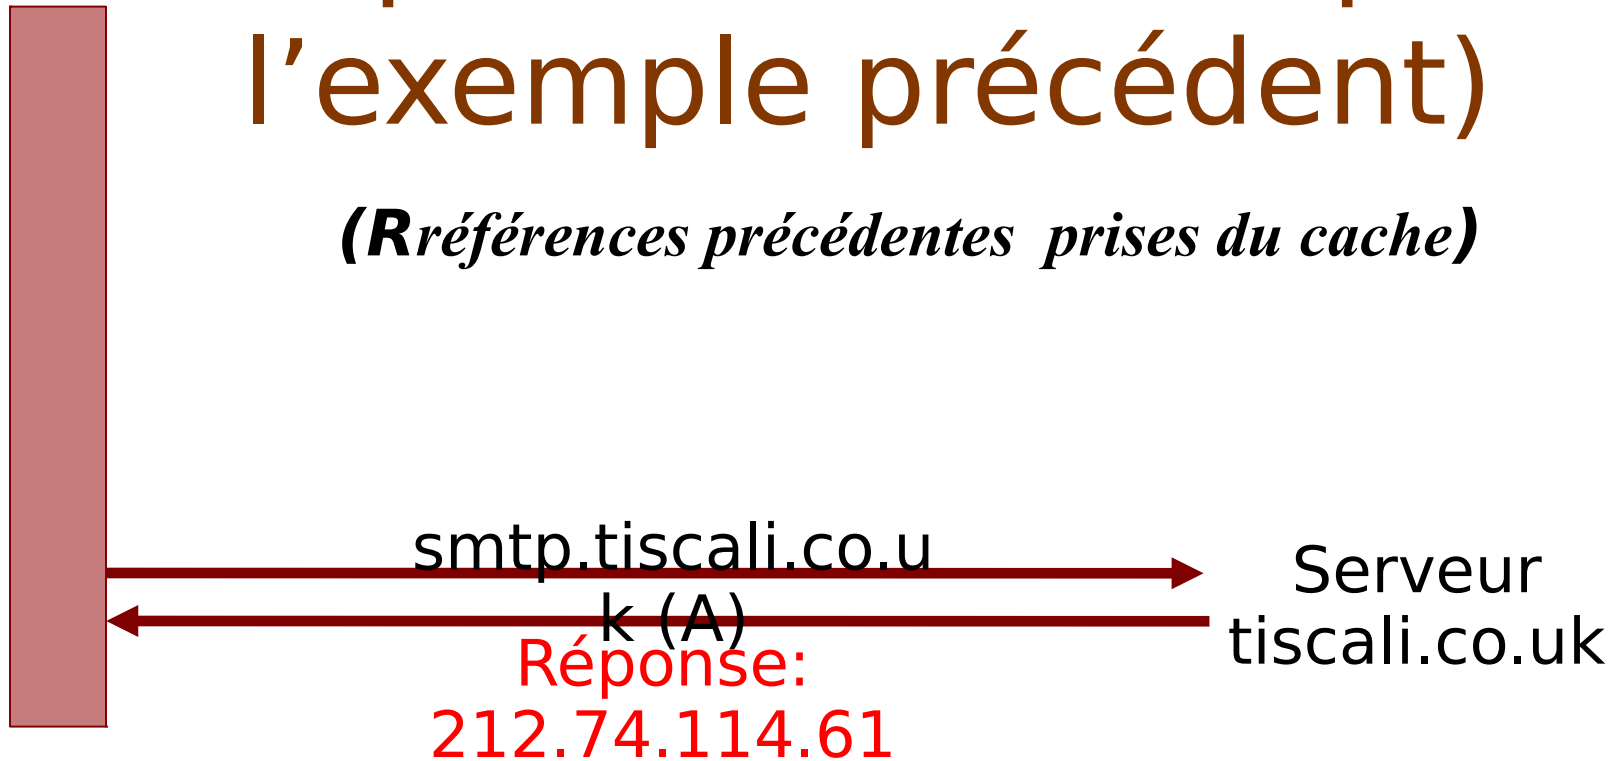 l’exemple précédent)
(Rréférences précédentes prises du cache)
smtp.tiscali.co.u
k (A)
Réponse:
212.74.114.61
Serveur
tiscali.co.uk